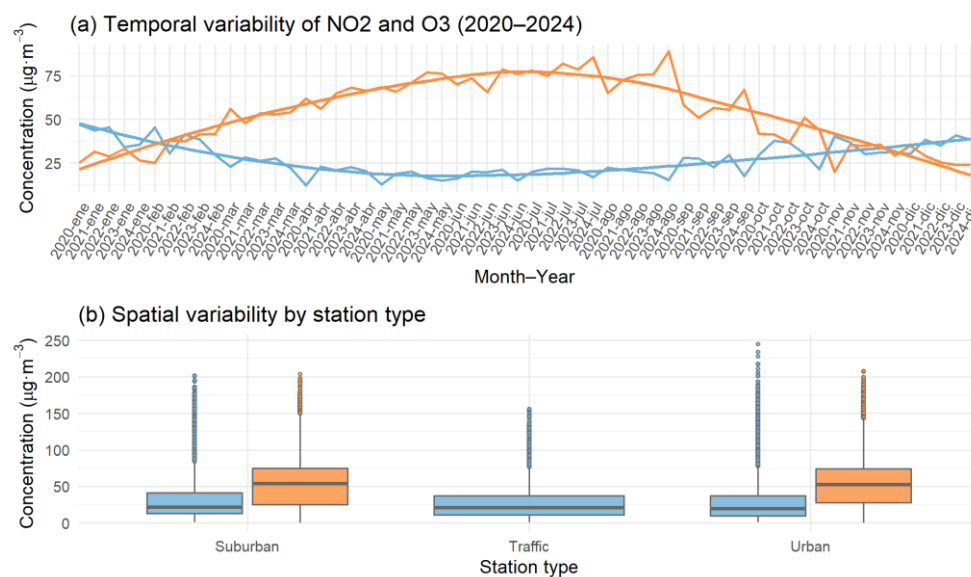 (a) Temporal variability of NO2 and O3 (2020–2024)
Concentration (µg·m⁻³)
75
50
25
2020-ene
2021-ene
2022-ene
2023-ene
2024-ene
2020-feb
2021-feb
2022-feb
2023-feb
2024-feb
2020-mar
2021-mar
2022-mar
2023-mar
2024-mar
2020-abr
2021-abr
2022-abr
2023-abr
2024-abr
2020-may
2021-may
2022-may
2023-may
2024-may
2020-jun
2021-jun
2022-jun
2023-jun
2024-jun
2020-jul
2021-jul
2022-jul
2023-jul
2024-jul
2020-ago
2021-ago
2022-ago
2023-ago
2024-ago
2020-sep
2021-sep
2022-sep
2023-sep
2024-sep
2020-oct
2021-oct
2022-oct
2023-oct
2024-oct
2020-nov
2021-nov
2022-nov
2023-nov
2024-nov
2020-dic
2021-dic
2022-dic
2023-dic
Month–Year
(b) Spatial variability by station type
Concentration (µg·m⁻³)
250
200
150
100
50
0
Suburban
Traffic
Urban
Station type